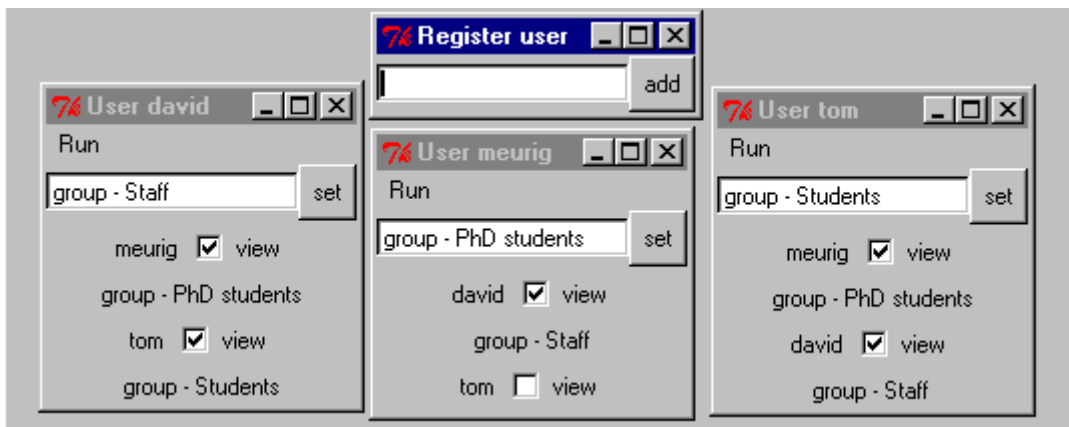 Register user
add
User david
Run
group - Staff set
meurig view
group - PhD students
tom view
group - Students
User meurig
Run
group - PhD students set
david view
group - Staff
tom view
User tom
Run
group - Students set
meurig view
group - PhD students
david view
group - Staff